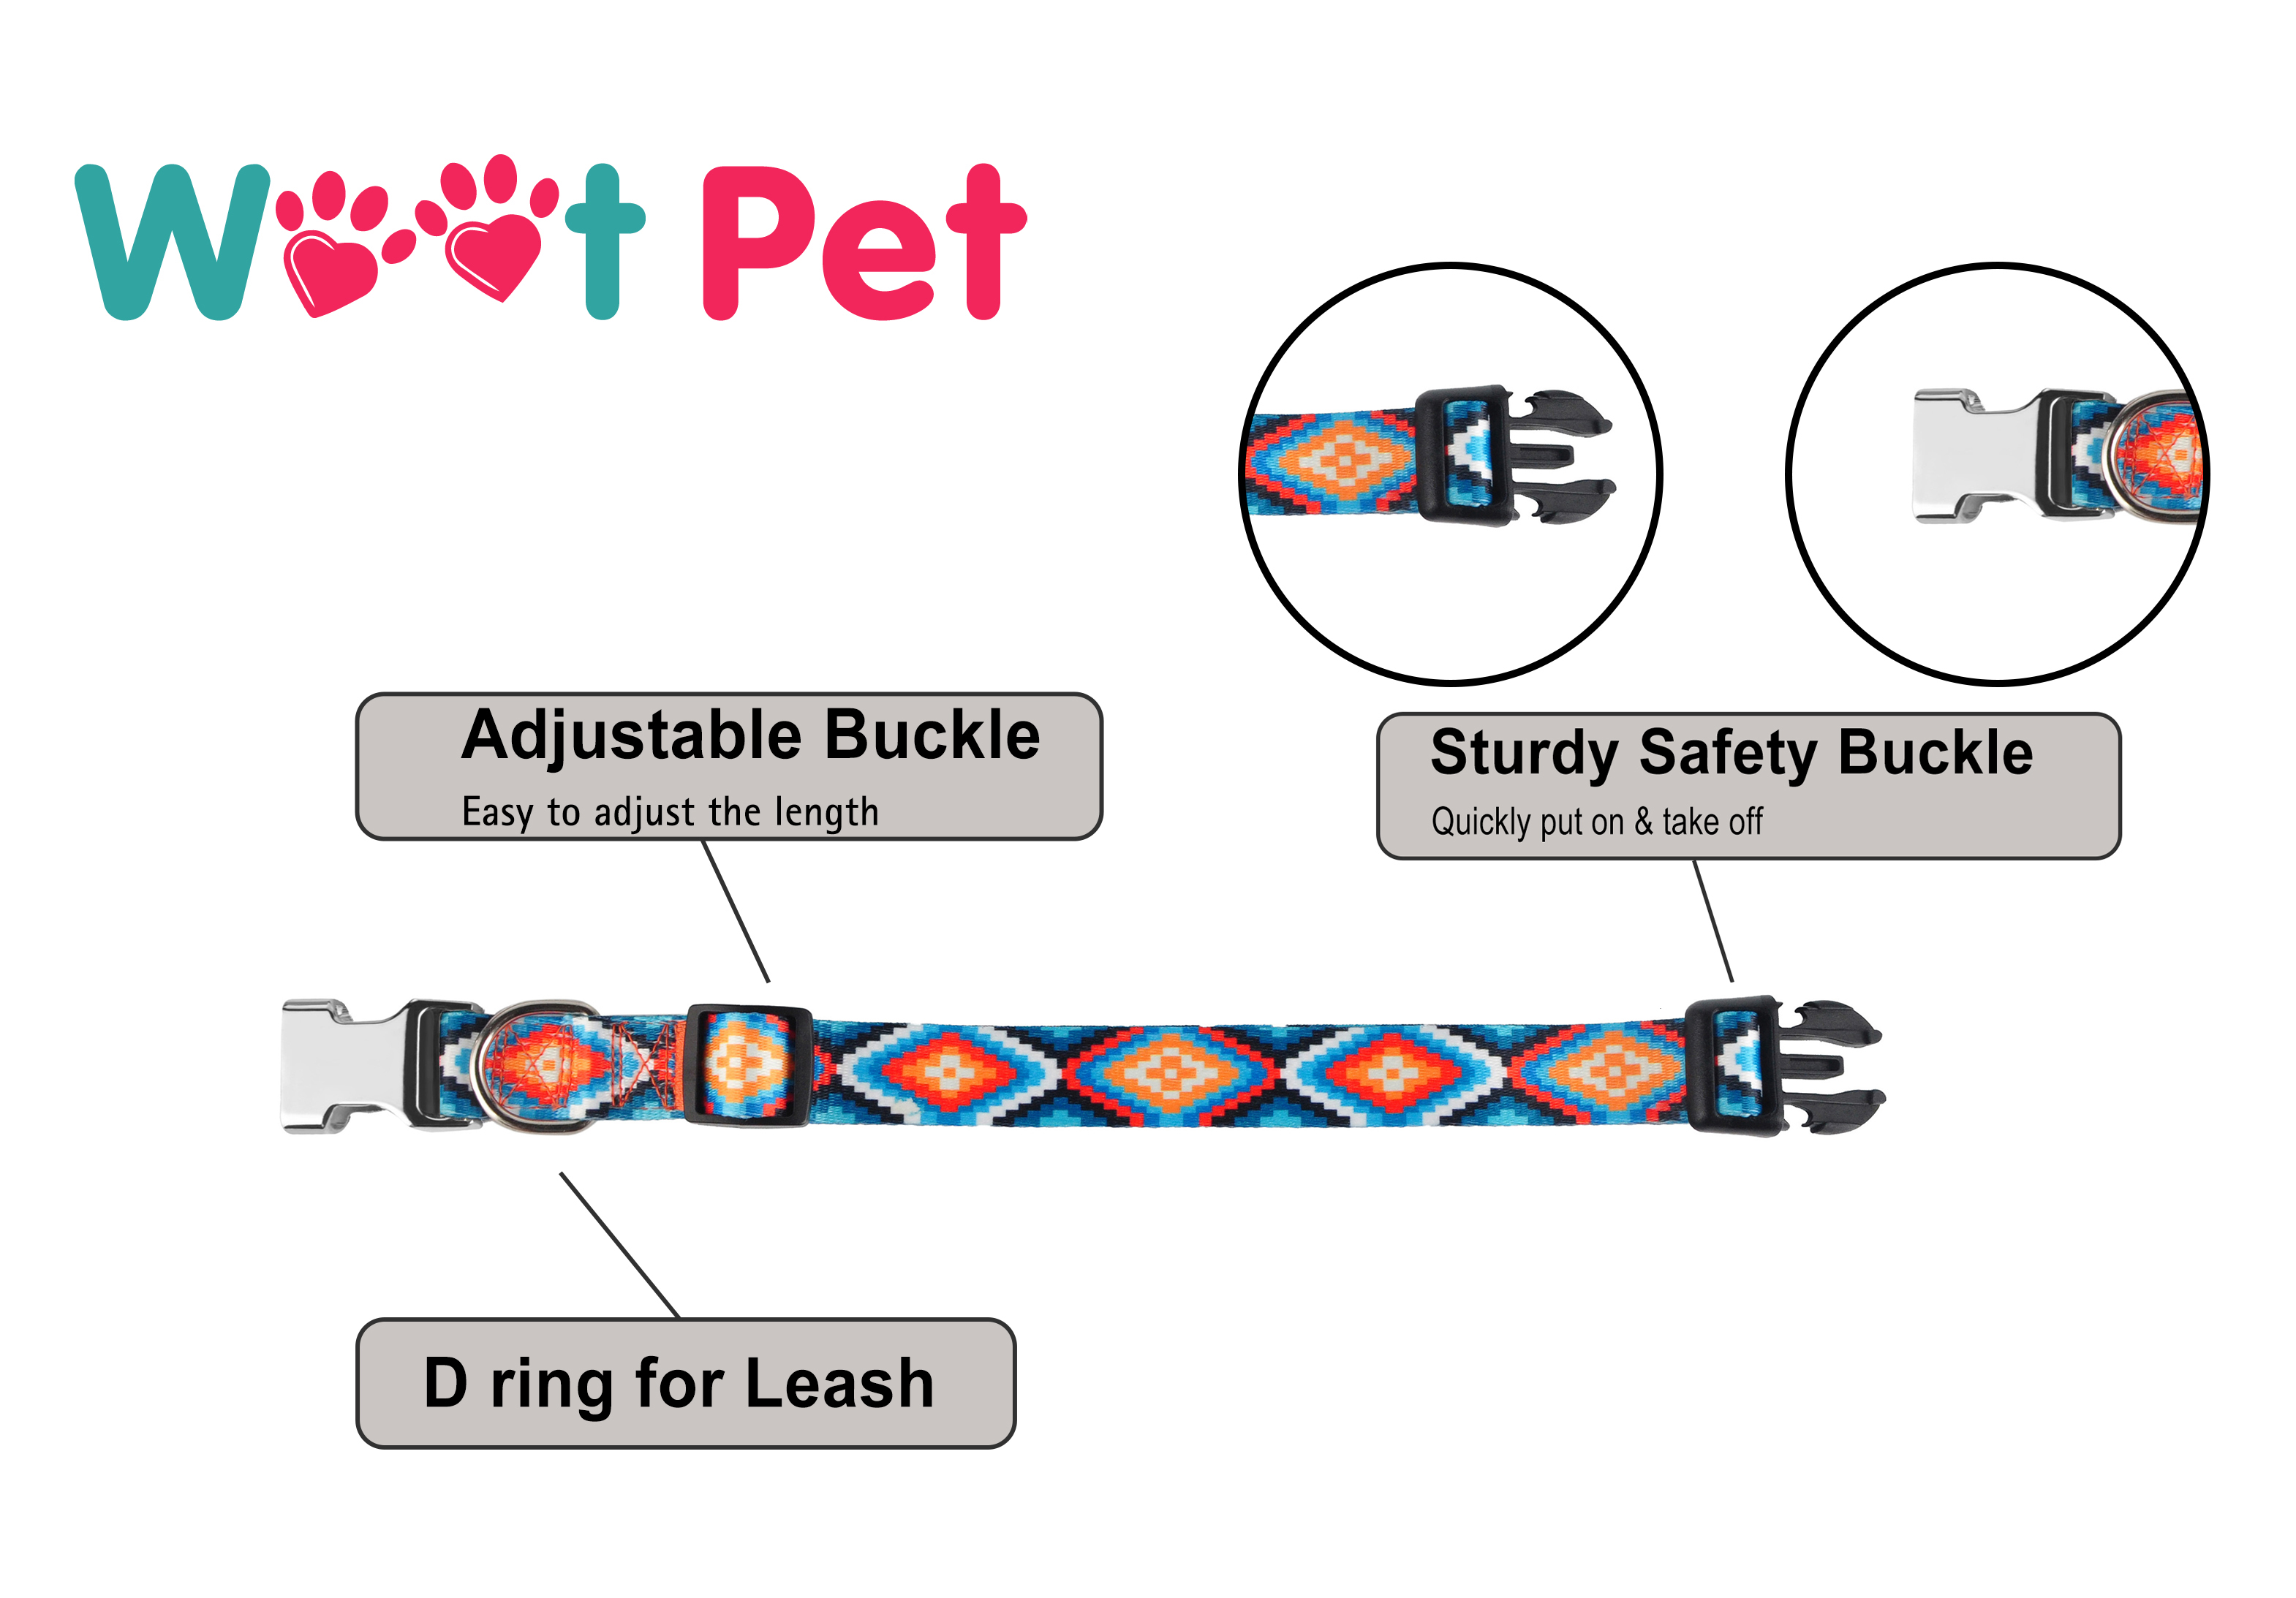 Woot Pet
Adjustable Buckle
Easy to adjust the length
Sturdy Safety Buckle
Quickly put on & take off
D ring for Leash